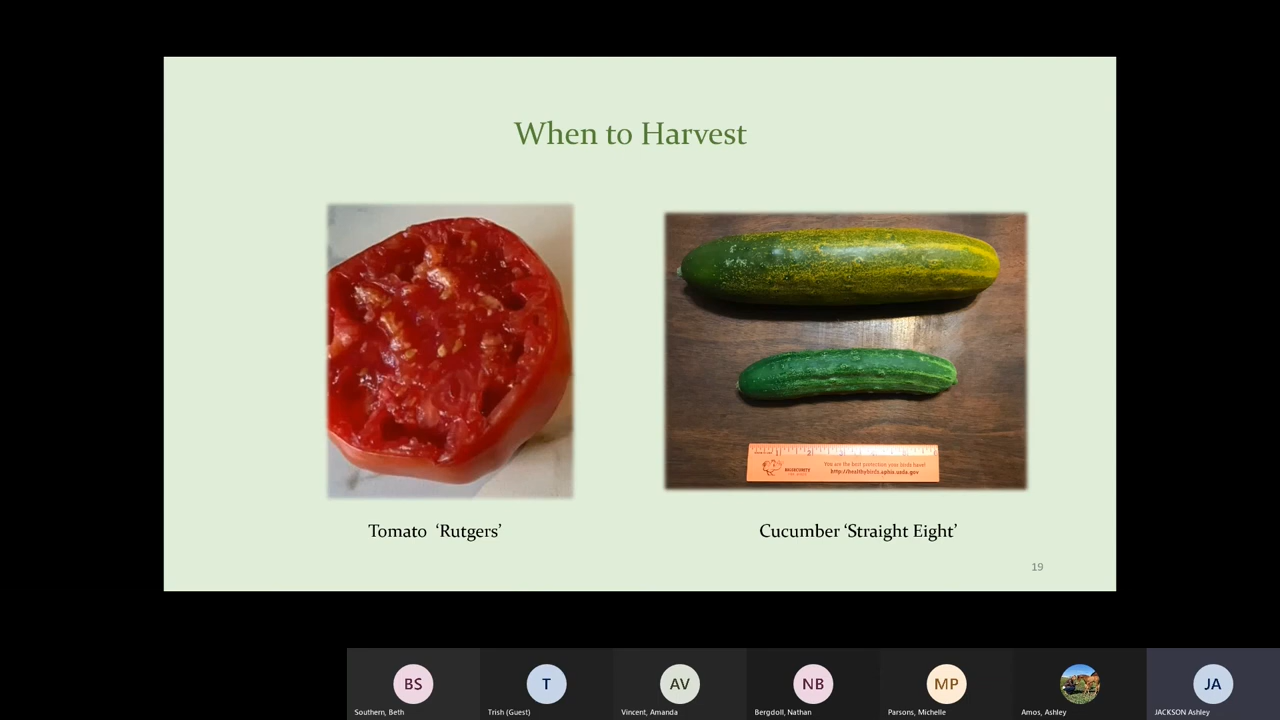 When to Harvest
You are the best protection your birds have!
http://healthybirds.aphis.usda.gov
Tomato ‘Rutgers’
Cucumber ‘Straight Eight’
19
BS
T
AV
NB
MP
JA
Southern, Beth
Trish (Guest)
Vincent, Amanda
Bergdoll, Nathan
Parsons, Michelle
Amos, Ashley
JACKSON Ashley